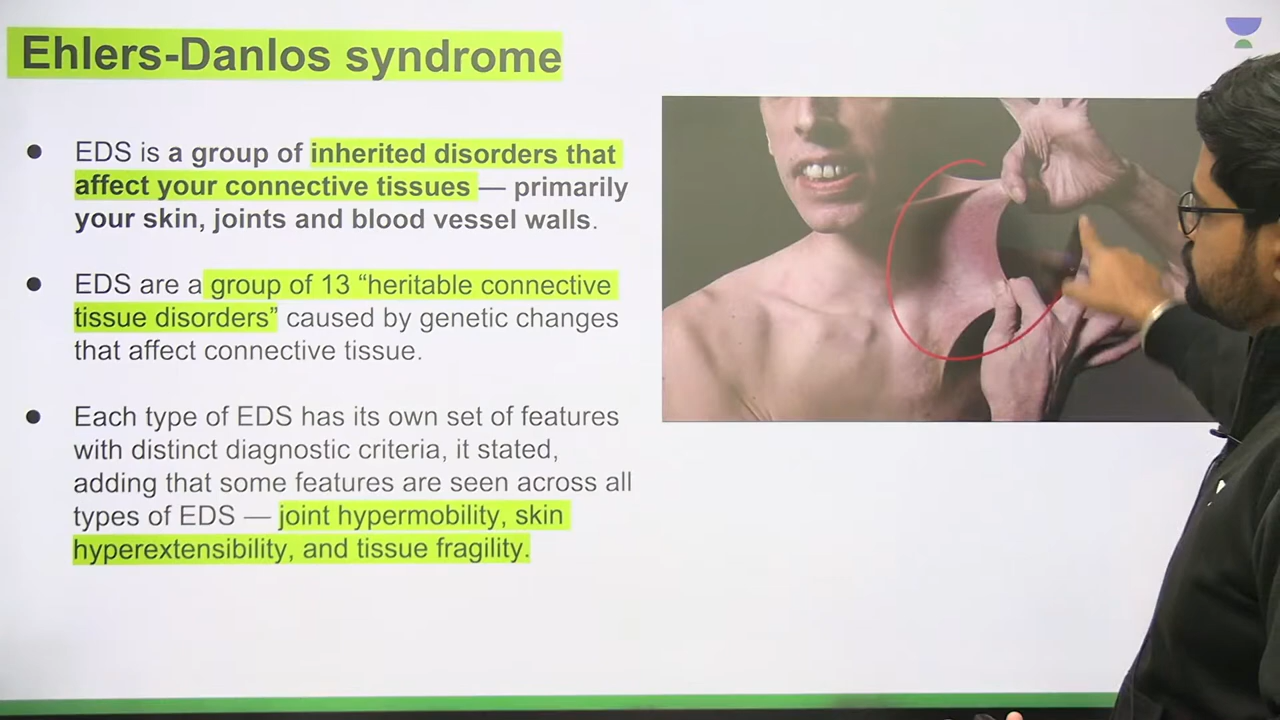 Ehlers-Danlos syndrome
● EDS is a group of inherited disorders that
affect your connective tissues — primarily
your skin, joints and blood vessel walls.
● EDS are a group of 13 “heritable connective
tissue disorders” caused by genetic changes
that affect connective tissue.
● Each type of EDS has its own set of features
with distinct diagnostic criteria, it stated,
adding that some features are seen across all
types of EDS — joint hypermobility, skin
hyperextensibility, and tissue fragility.